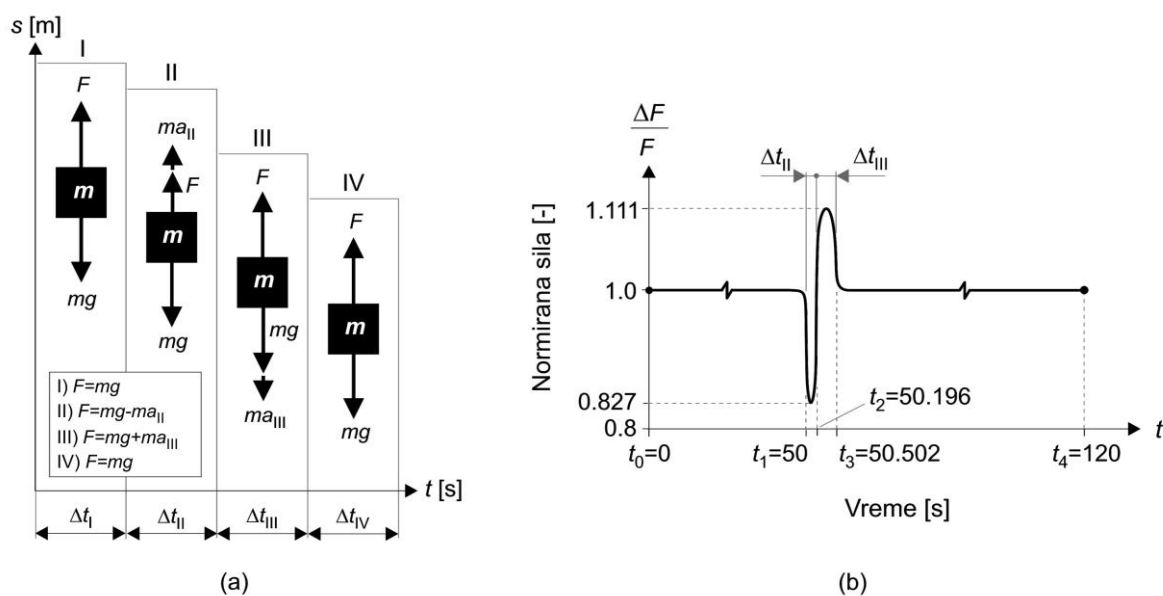 s [m]
I
F
m
mg
II
ma_II
F
m
mg
III
F
m
mg
ma_III
IV
F
m
mg
I) F=mg
II) F=mg-ma_II
III) F=mg+ma_III
IV) F=mg
t [s]
Δt_I
Δt_II
Δt_III
Δt_IV
(a)
ΔF
F
Δt_II
Δt_III
Normirana sila [-]
1.111
1.0
0.827
0.8
t_2=50.196
t
t_0=0
t_1=50
t_3=50.502
t_4=120
Vreme [s]
(b)